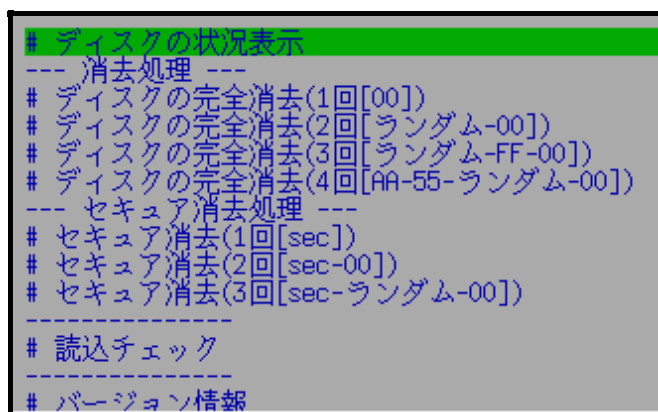 # ディスクの状況表示
--- 消去処理 ---
# ディスクの完全消去(1回[00])
# ディスクの完全消去(2回[ランダム-00])
# ディスクの完全消去(3回[ランダム-FF-00])
# ディスクの完全消去(4回[AA-55-ランダム-00])
--- セキュア消去処理 ---
# セキュア消去(1回[sec])
# セキュア消去(2回[sec-00])
# セキュア消去(3回[sec-ランダム-00])
---------------
# 読込チェック
---------------
# バージョン情報